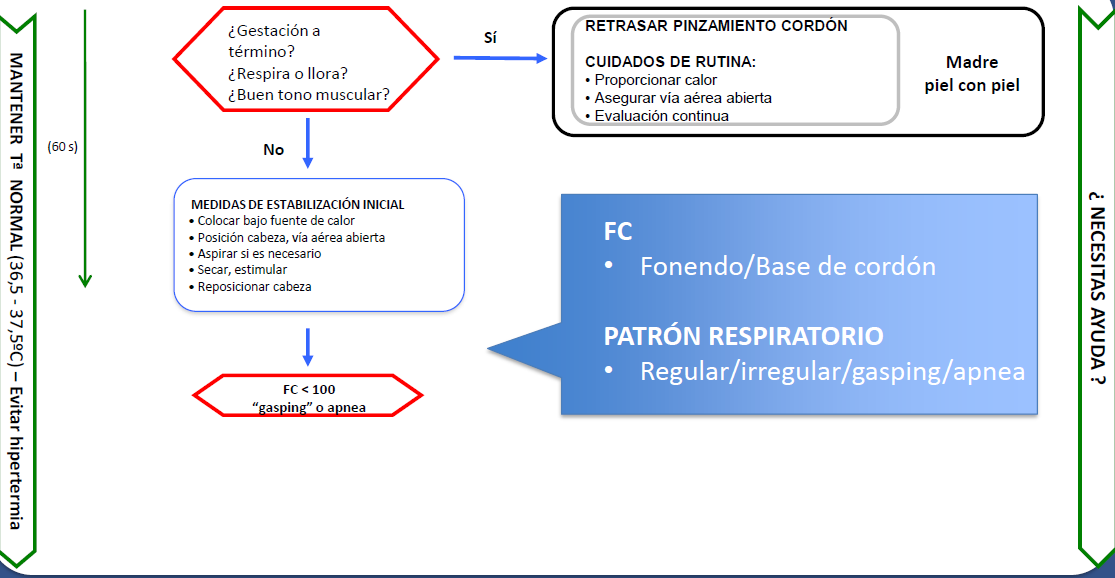 ¿Gestación a
término?
¿Respira o llora?
¿Buen tono muscular?
Sí
RETRASAR PINZAMIENTO CORDÓN
CUIDADOS DE RUTINA:
• Proporcionar calor
• Asegurar vía aérea abierta
• Evaluación continua
Madre
piel con piel
(60 s)
No
MEDIDAS DE ESTABILIZACIÓN INICIAL
• Colocar bajo fuente de calor
• Posición cabeza, vía aérea abierta
• Aspirar si es necesario
• Secar, estimular
• Reposicionar cabeza
FC
• Fonendo/Base de cordón
PATRÓN RESPIRATORIO
• Regular/irregular/gasping/apnea
FC < 100
“gasping” o apnea
MANTENER Tª NORMAL (36,5 - 37,5ºC) – Evitar hipertermia
¿ NECESITAS AYUDA ?